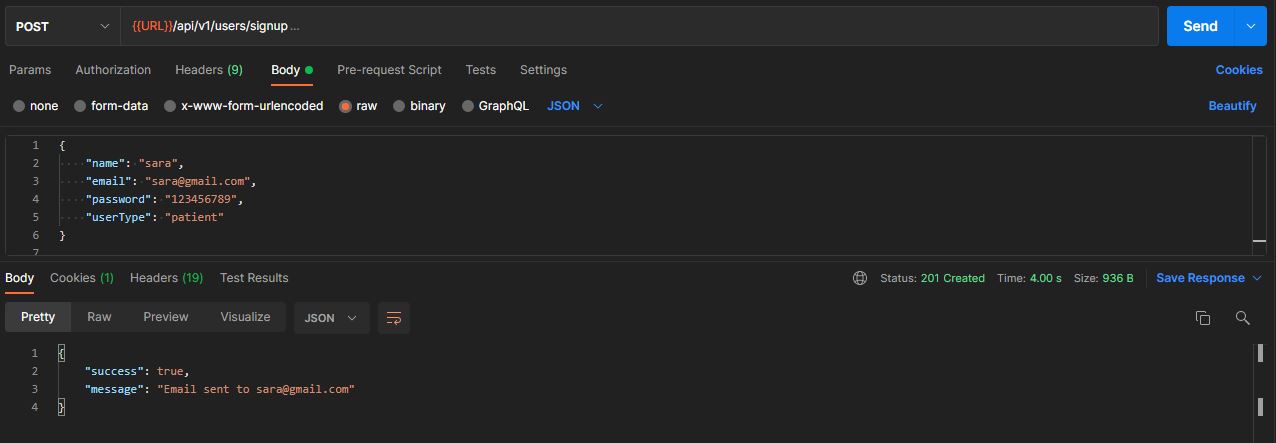 POST {{URL}}/api/v1/users/signup ... Send
Params Authorization Headers (9) Body Pre-request Script Tests Settings Cookies
none form-data x-www-form-urlencoded raw binary GraphQL JSON Beautify
1 {
2 "name": "sara",
3 "email": "sara@gmail.com",
4 "password": "123456789",
5 "userType": "patient"
6 }
7
Body Cookies (1) Headers (19) Test Results Status: 201 Created Time: 4.00 s Size: 936 B Save Response
Pretty Raw Preview Visualize JSON
1 {
2 "success": true,
3 "message": "Email sent to sara@gmail.com"
4 }